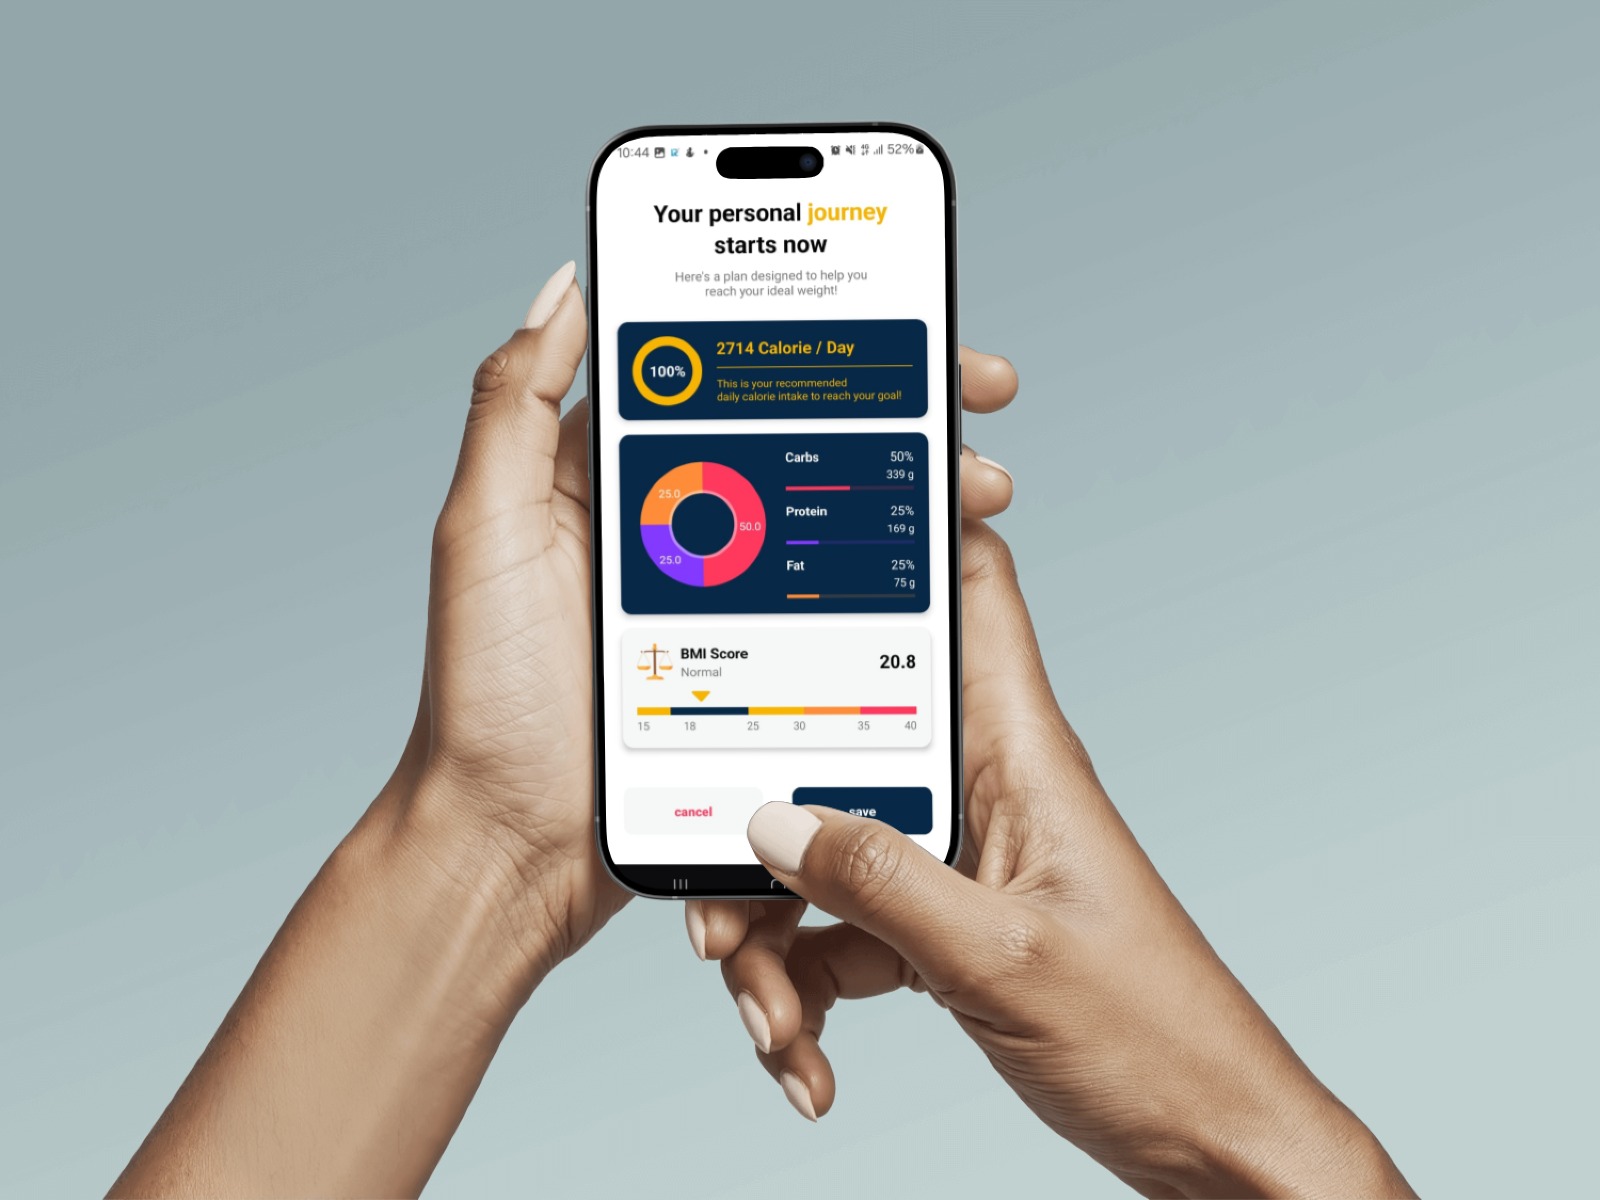 10:44 52%
Your personal journey
starts now
Here's a plan designed to help you
reach your ideal weight!
100%
2714 Calorie / Day
This is your recommended
daily calorie intake to reach your goal!
25.0
50.0
25.0
Carbs 50%
339 g
Protein 25%
169 g
Fat 25%
75 g
BMI Score
Normal
20.8
15 18 25 30 35 40
cancel save